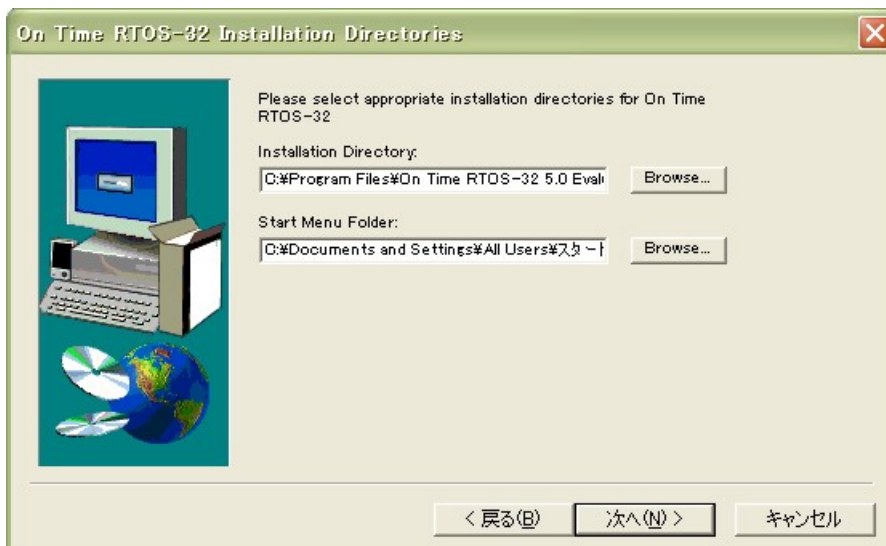 On Time RTOS-32 Installation Directories
Please select appropriate installation directories for On Time
RTOS-32
Installation Directory:
C:¥Program Files¥On Time RTOS-32 5.0 Eval
Browse...
Start Menu Folder:
C:¥Documents and Settings¥All Users¥スタート
Browse...
< 戻る(B)
次へ(N) >
キャンセル